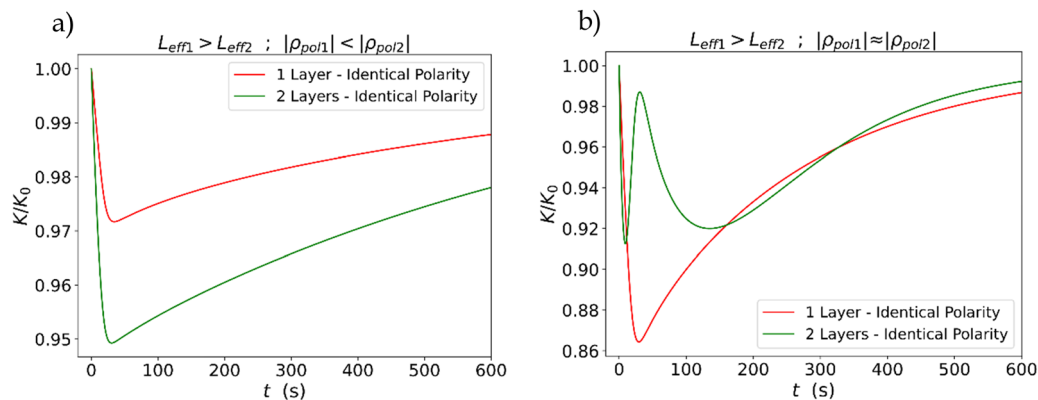 a)
L_eff1 > L_eff2 ; |ρ_pol1| < |ρ_pol2|
1 Layer - Identical Polarity
2 Layers - Identical Polarity
K/K_0
1.00
0.99
0.98
0.97
0.96
0.95
0 100 200 300 400 500 600
t (s)
b)
L_eff1 > L_eff2 ; |ρ_pol1| ≈ |ρ_pol2|
K/K_0
1.00
0.98
0.96
0.94
0.92
0.90
0.88
0.86
1 Layer - Identical Polarity
2 Layers - Identical Polarity
0 100 200 300 400 500 600
t (s)